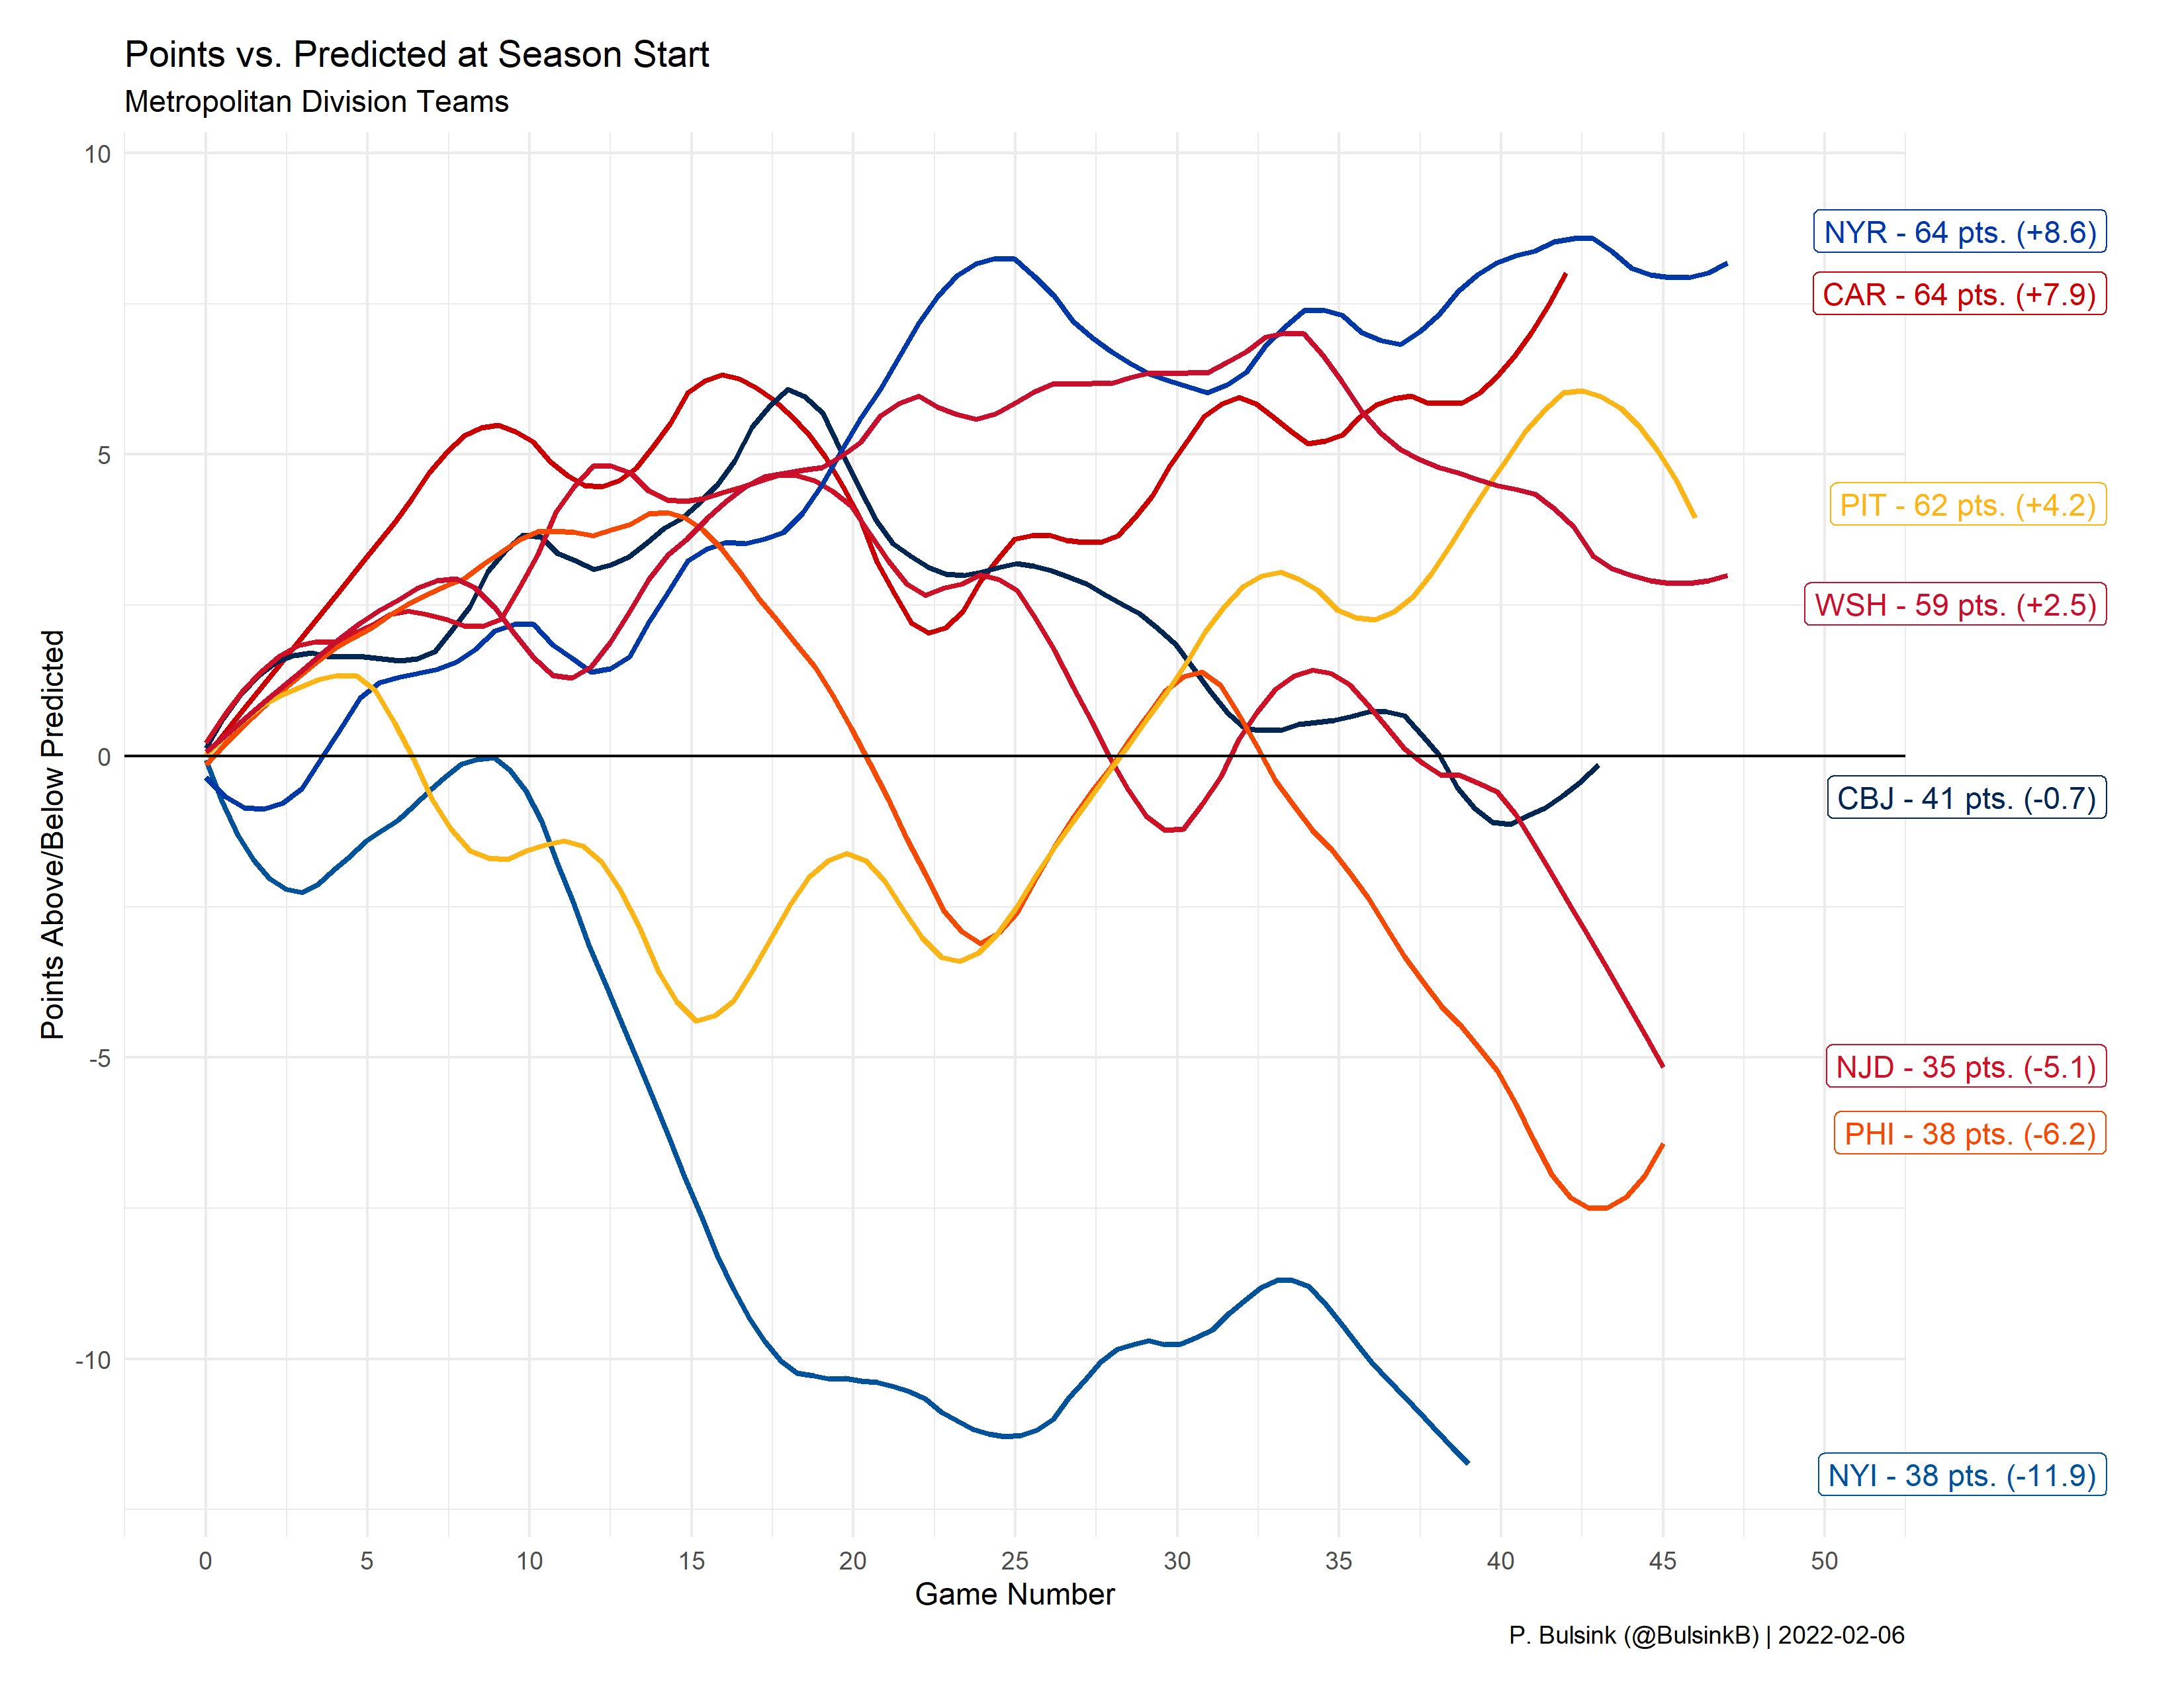 Points vs. Predicted at Season Start
Metropolitan Division Teams
Points Above/Below Predicted
10
5
0
-5
-10
NYR - 64 pts. (+8.6)
CAR - 64 pts. (+7.9)
PIT - 62 pts. (+4.2)
WSH - 59 pts. (+2.5)
CBJ - 41 pts. (-0.7)
NJD - 35 pts. (-5.1)
PHI - 38 pts. (-6.2)
NYI - 38 pts. (-11.9)
0 5 10 15 20 25 30 35 40 45 50
Game Number
P. Bulsink (@BulsinkB) | 2022-02-06